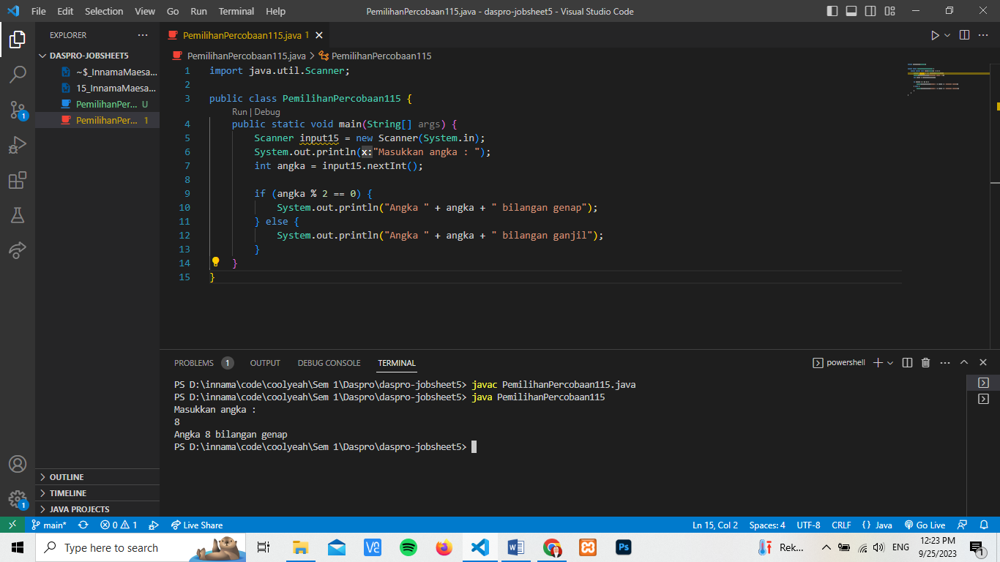 File Edit Selection View Go Run Terminal Help PemilihanPercobaan115.java - daspro-jobsheet5 - Visual Studio Code
EXPLORER
DASPRO-JOBSHEET5
~$_InnamaMaesa...
15_InnamaMaesa...
PemilihanPer... U
PemilihanPer... 1
OUTLINE
TIMELINE
JAVA PROJECTS
PemilihanPercobaan115.java 1
PemilihanPercobaan115.java > PemilihanPercobaan115
1 import java.util.Scanner;
2
3 public class PemilihanPercobaan115 {
Run | Debug
4 public static void main(String[] args) {
5 Scanner input15 = new Scanner(System.in);
6 System.out.println(x:"Masukkan angka : ");
7 int angka = input15.nextInt();
8
9 if (angka % 2 == 0) {
10 System.out.println("Angka " + angka + " bilangan genap");
11 } else {
12 System.out.println("Angka " + angka + " bilangan ganjil");
13 }
14 }
15 }
PROBLEMS 1 OUTPUT DEBUG CONSOLE TERMINAL powershell
PS D:\innama\code\coolyeah\Sem 1\Daspro\daspro-jobsheet5> javac PemilihanPercobaan115.java
PS D:\innama\code\coolyeah\Sem 1\Daspro\daspro-jobsheet5> java PemilihanPercobaan115
Masukkan angka :
8
Angka 8 bilangan genap
PS D:\innama\code\coolyeah\Sem 1\Daspro\daspro-jobsheet5>
1
1
main* 0 1 Live Share Ln 15, Col 2 Spaces: 4 UTF-8 CRLF {} Java Go Live
Type here to search Rek... ENG 12:23 PM
9/25/2023 1
Ps